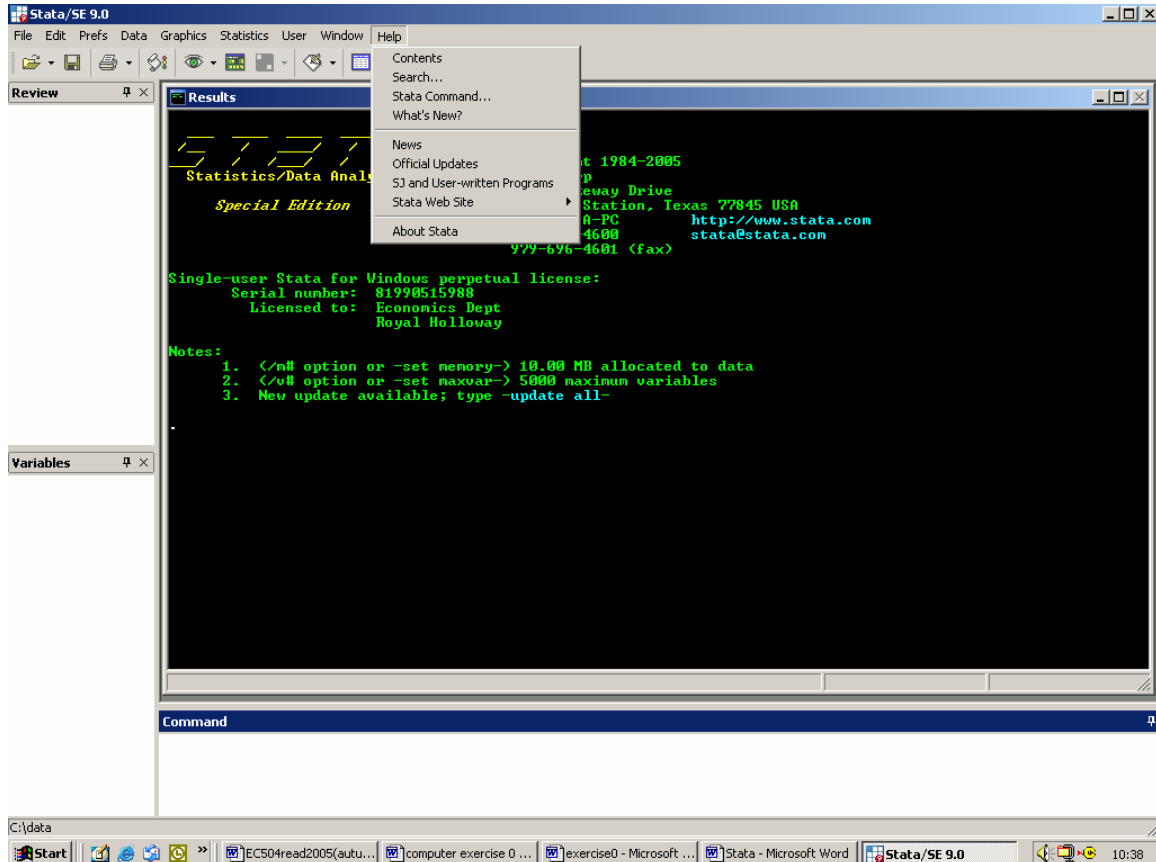 Stata/SE 9.0
File Edit Prefs Data Graphics Statistics User Window Help
Contents
Search...
Stata Command...
What's New?
News
Official Updates
SJ and User-written Programs
Stata Web Site
About Stata
Review
Results
t 1984-2005
Statistics/Data Analy
p
eway Drive
Special Edition
Station, Texas 77845 USA
A-PC http://www.stata.com
4600 stata@stata.com
979-696-4601 (fax)
Single-user Stata for Windows perpetual license:
Serial number: 81990515988
Licensed to: Economics Dept
Royal Holloway
Notes:
1. (/m# option or -set memory-) 10.00 MB allocated to data
2. (/v# option or -set maxvar-) 5000 maximum variables
3. New update available; type -update all-
.
Variables
Command
C:\data
Start » EC504read2005(autu... computer exercise 0 ... exercise0 - Microsoft ... Stata - Microsoft Word Stata/SE 9.0 10:38